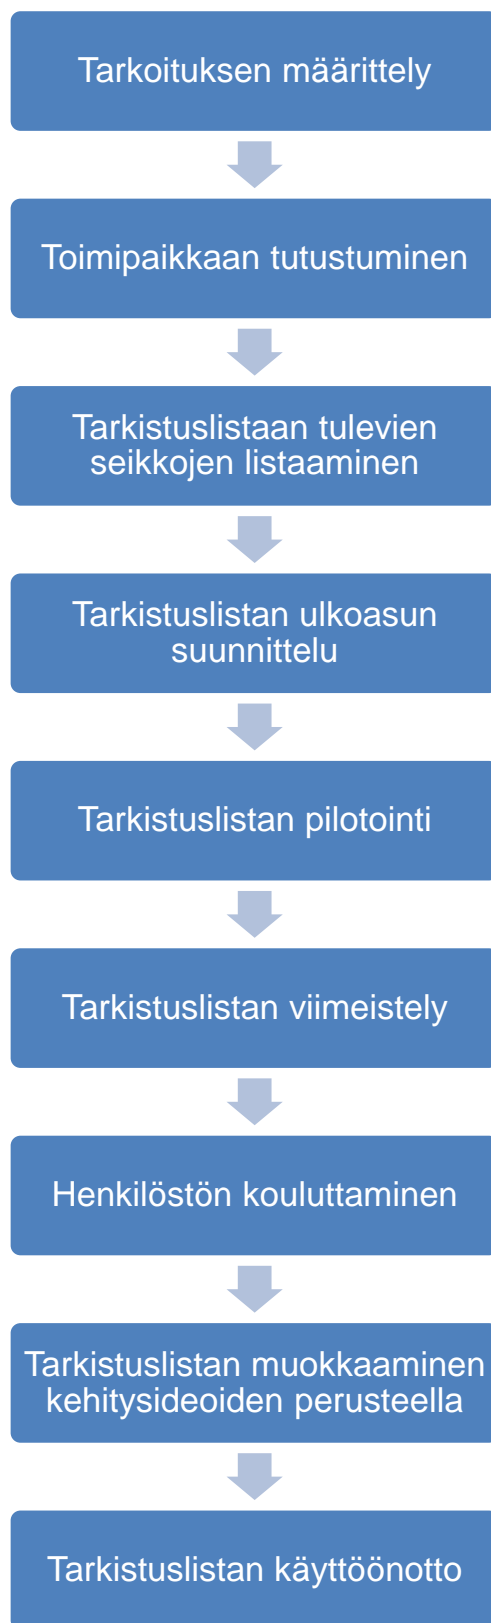 Tarkoituksen määrittely
Toimipaikkaan tutustuminen
Tarkistuslistaan tulevien
seikkojen listaaminen
Tarkistuslistan ulkoasun
suunnittelu
Tarkistuslistan pilotointi
Tarkistuslistan viimeistely
Henkilöstön kouluttaminen
Tarkistuslistan muokkaaminen
kehitysideoiden perusteella
Tarkistuslistan käyttöönotto